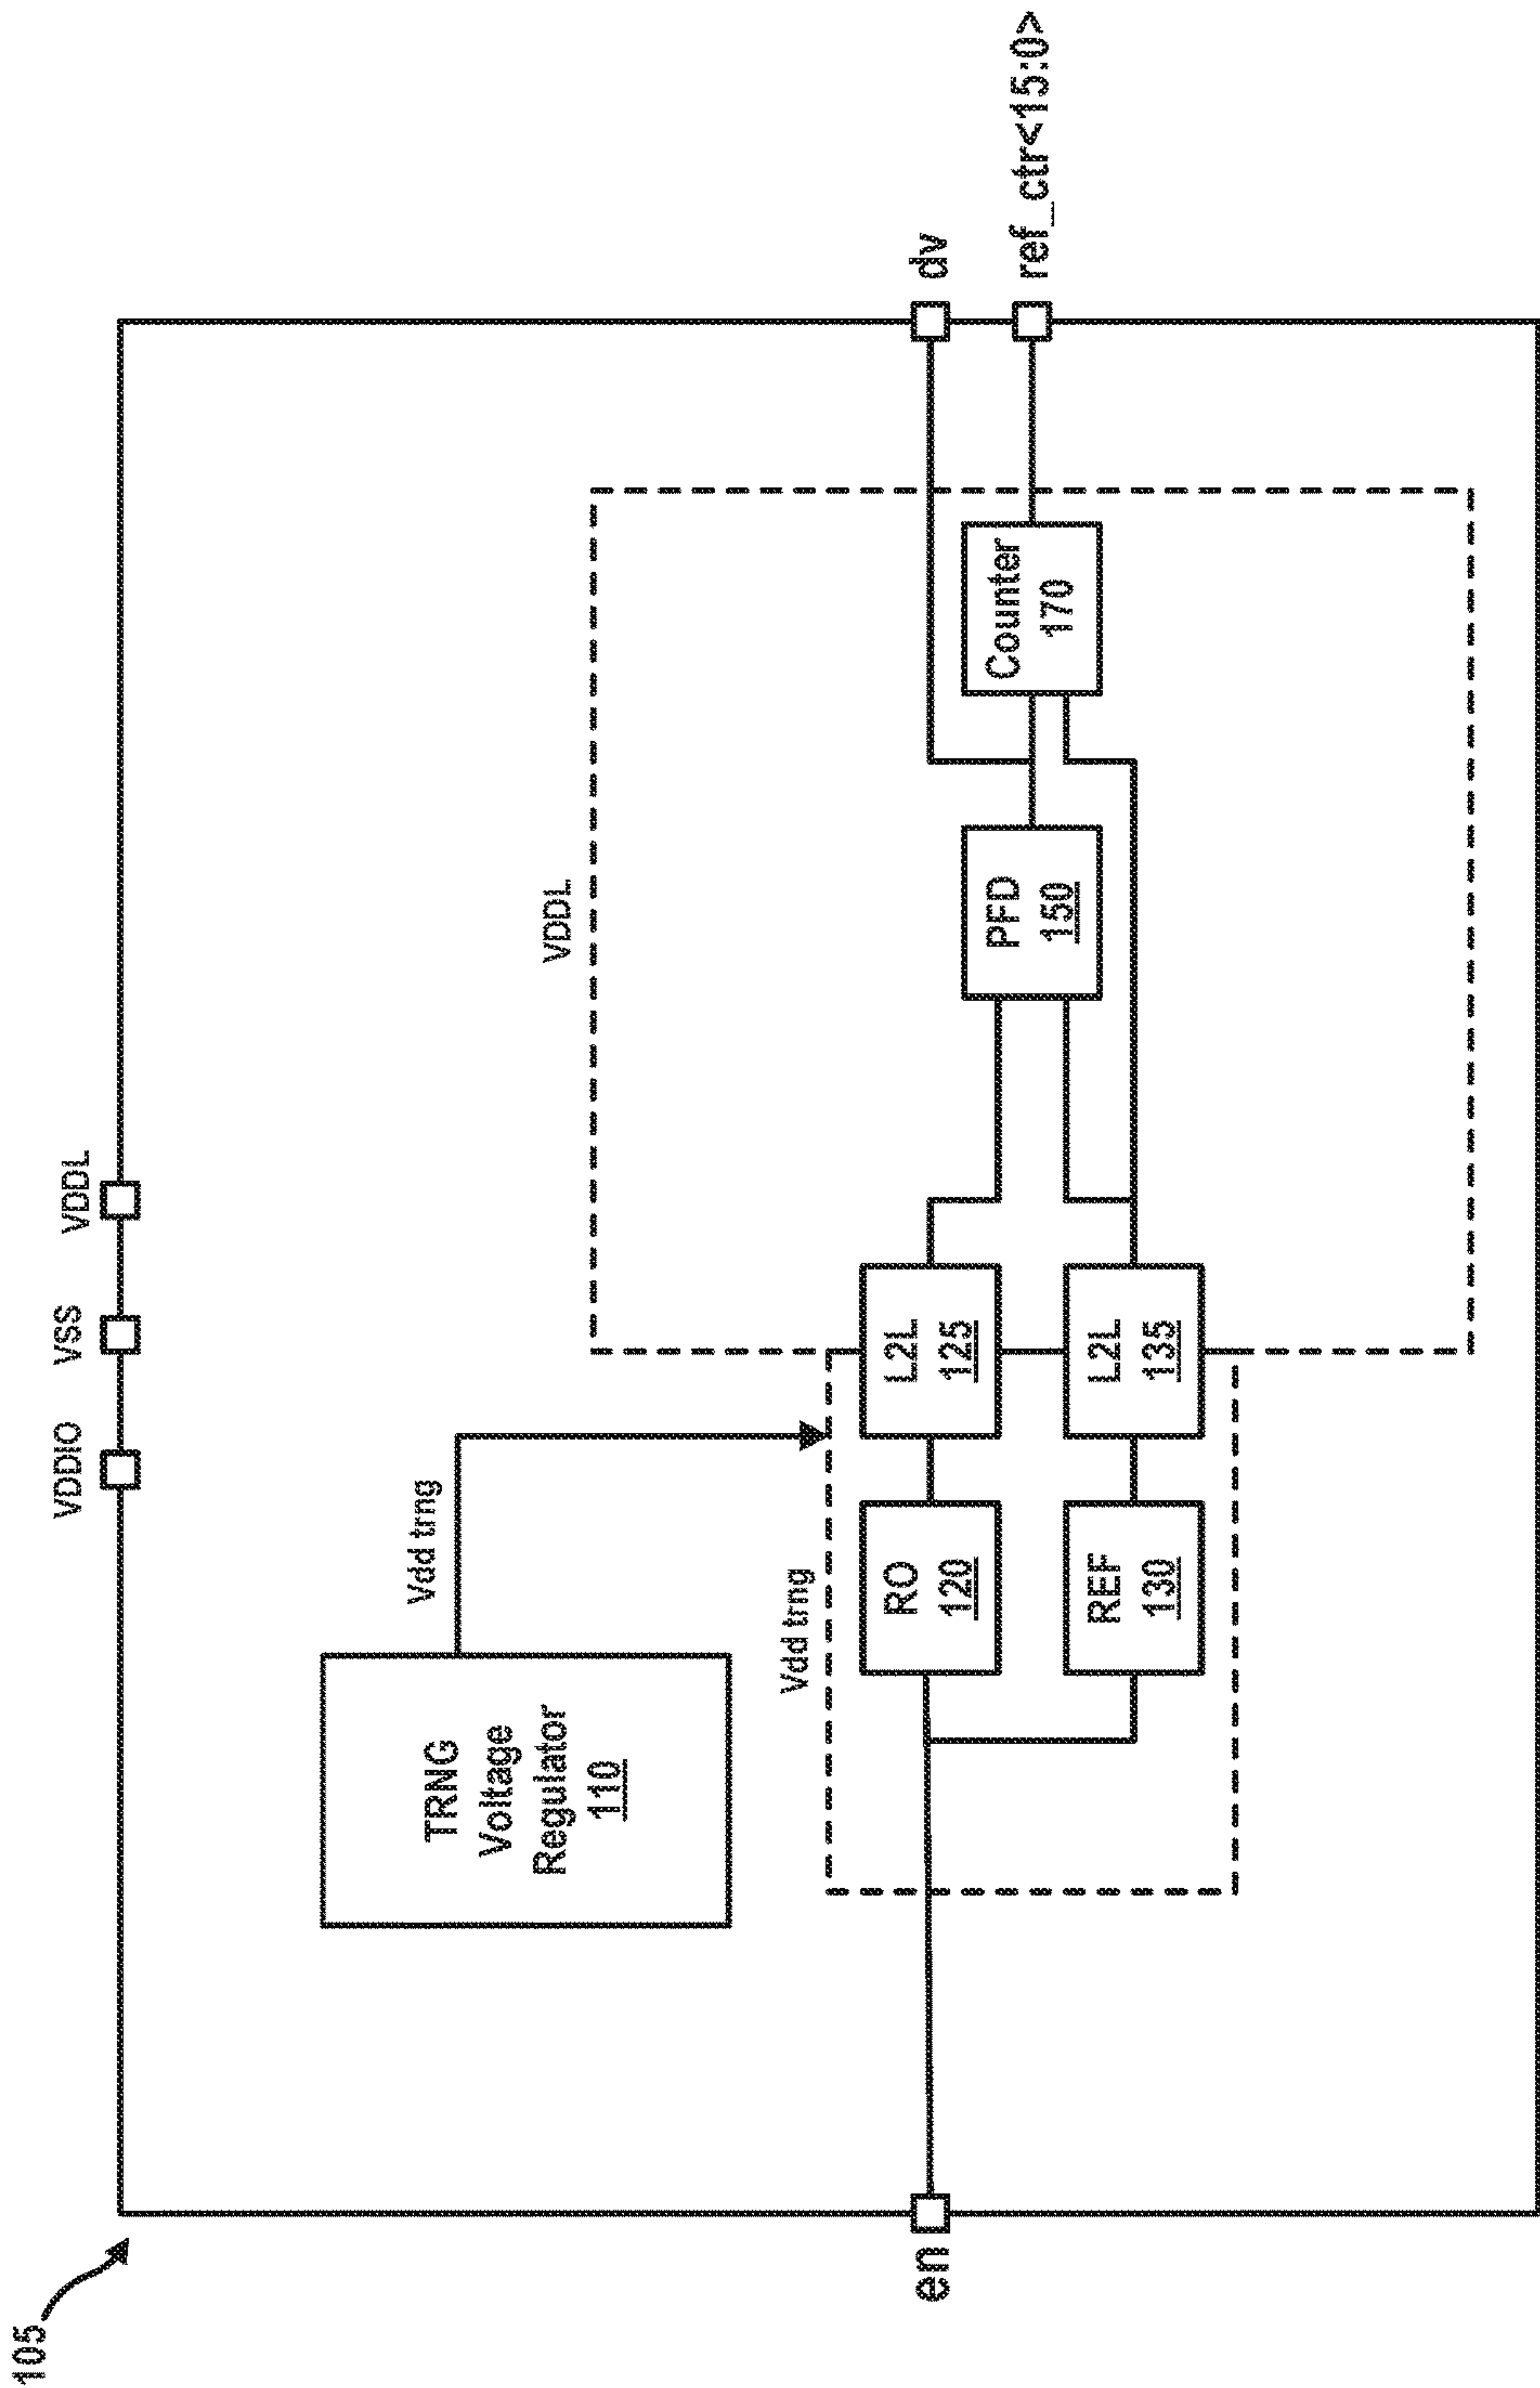 105
VDDIO
VSS
VDDL
TRNG
Voltage
Regulator
110
Vdd trng
VDDL
Vdd trng
en
RO
120
L2L
125
dv
REF
130
L2L
135
PFD
150
Counter
170
ref_ctr<15:0>